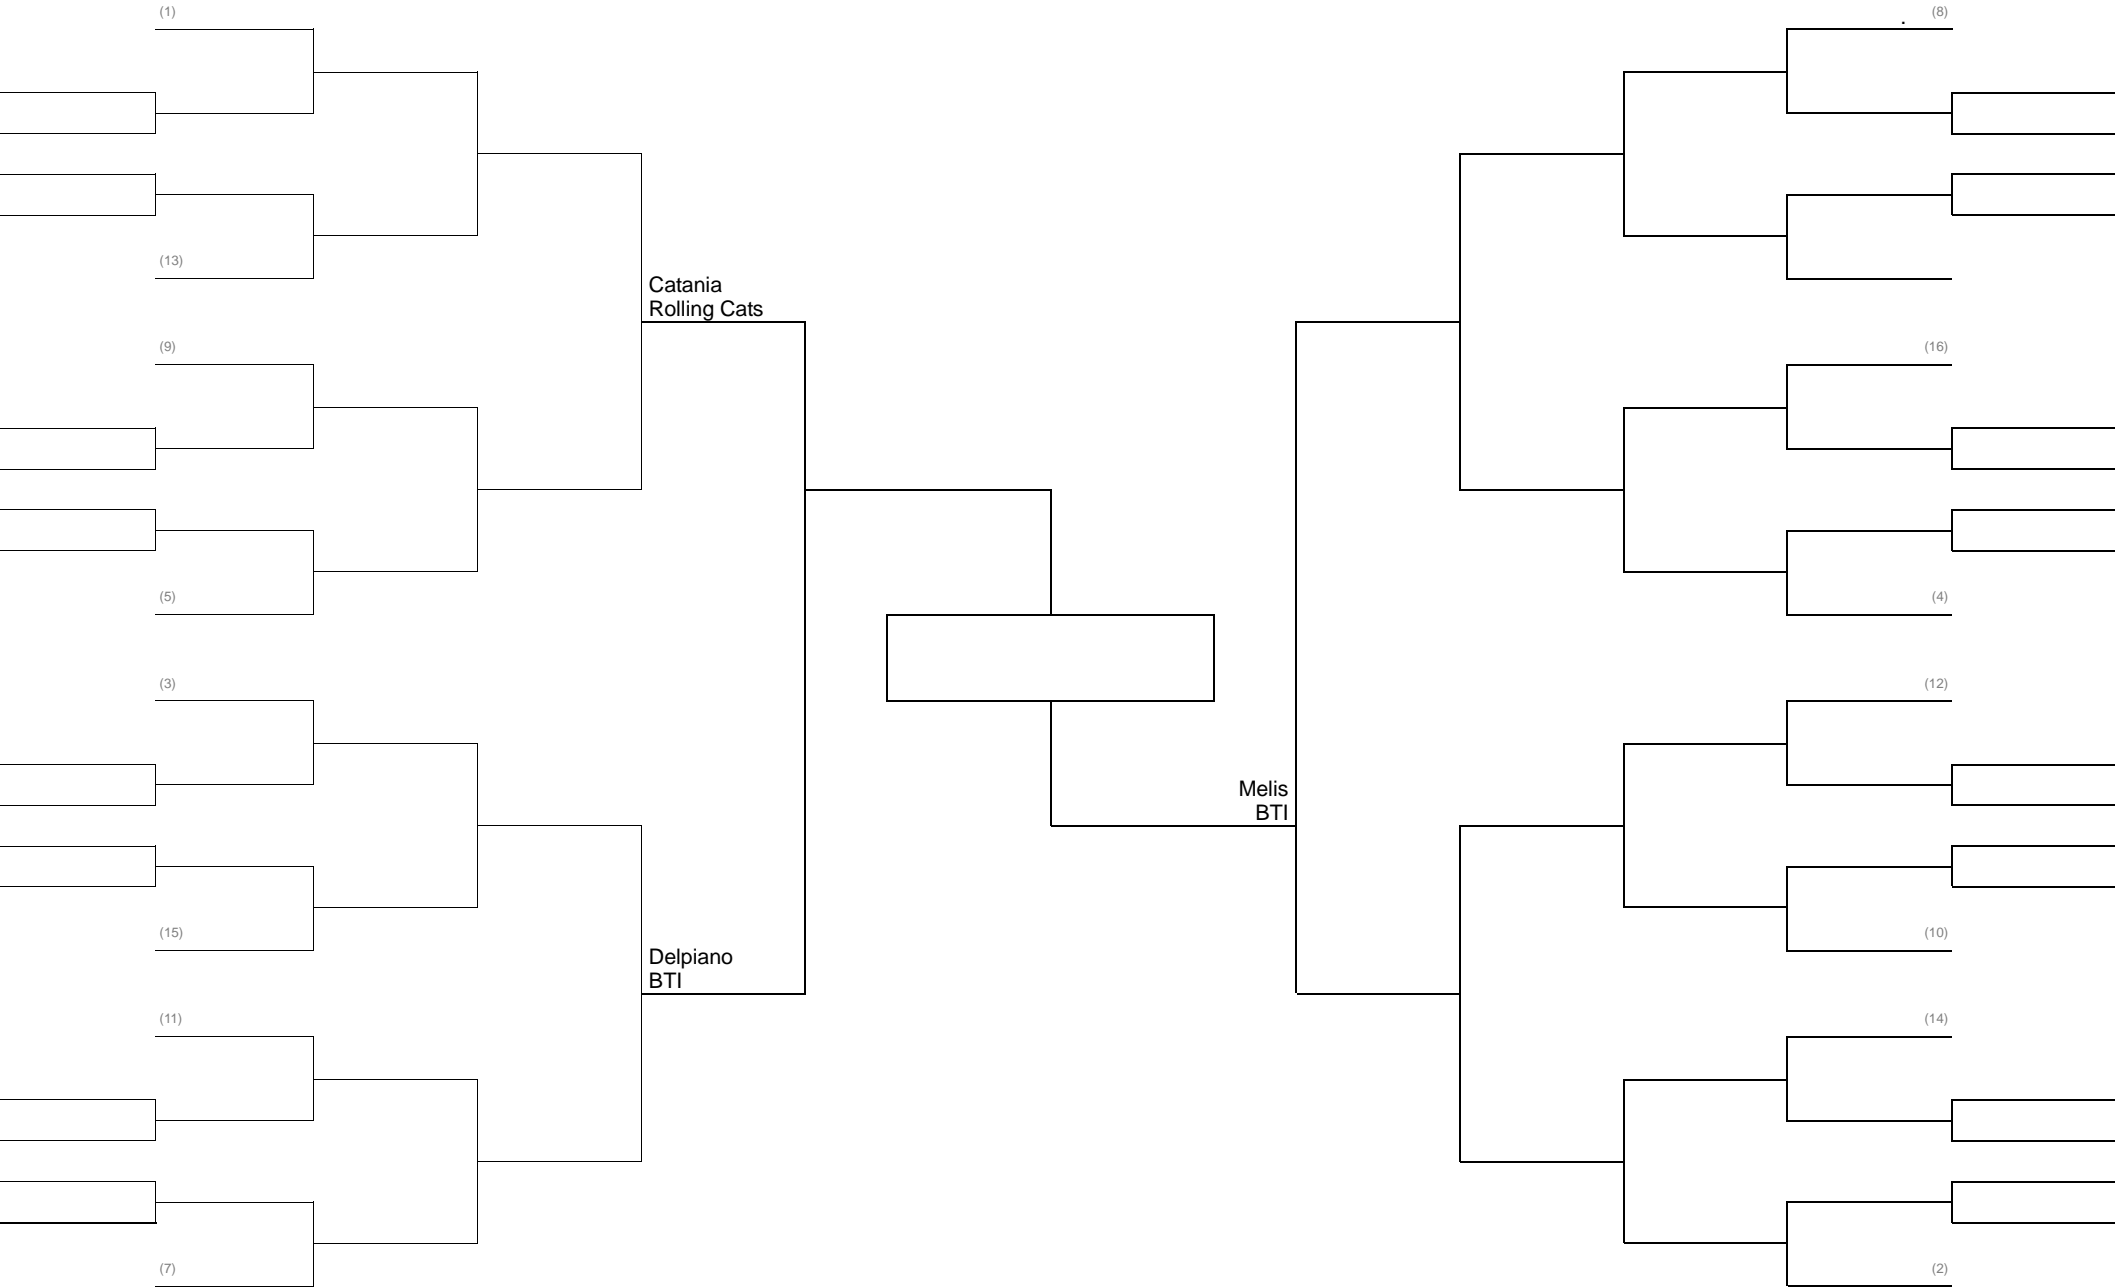 (1)
. (8)
(13)
Catania
Rolling Cats
(9)
(16)
(5)
(4)
(3)
(12)
Melis
BTI
(15)
(10)
Delpiano
BTI
(11)
(14)
(7)
(2)